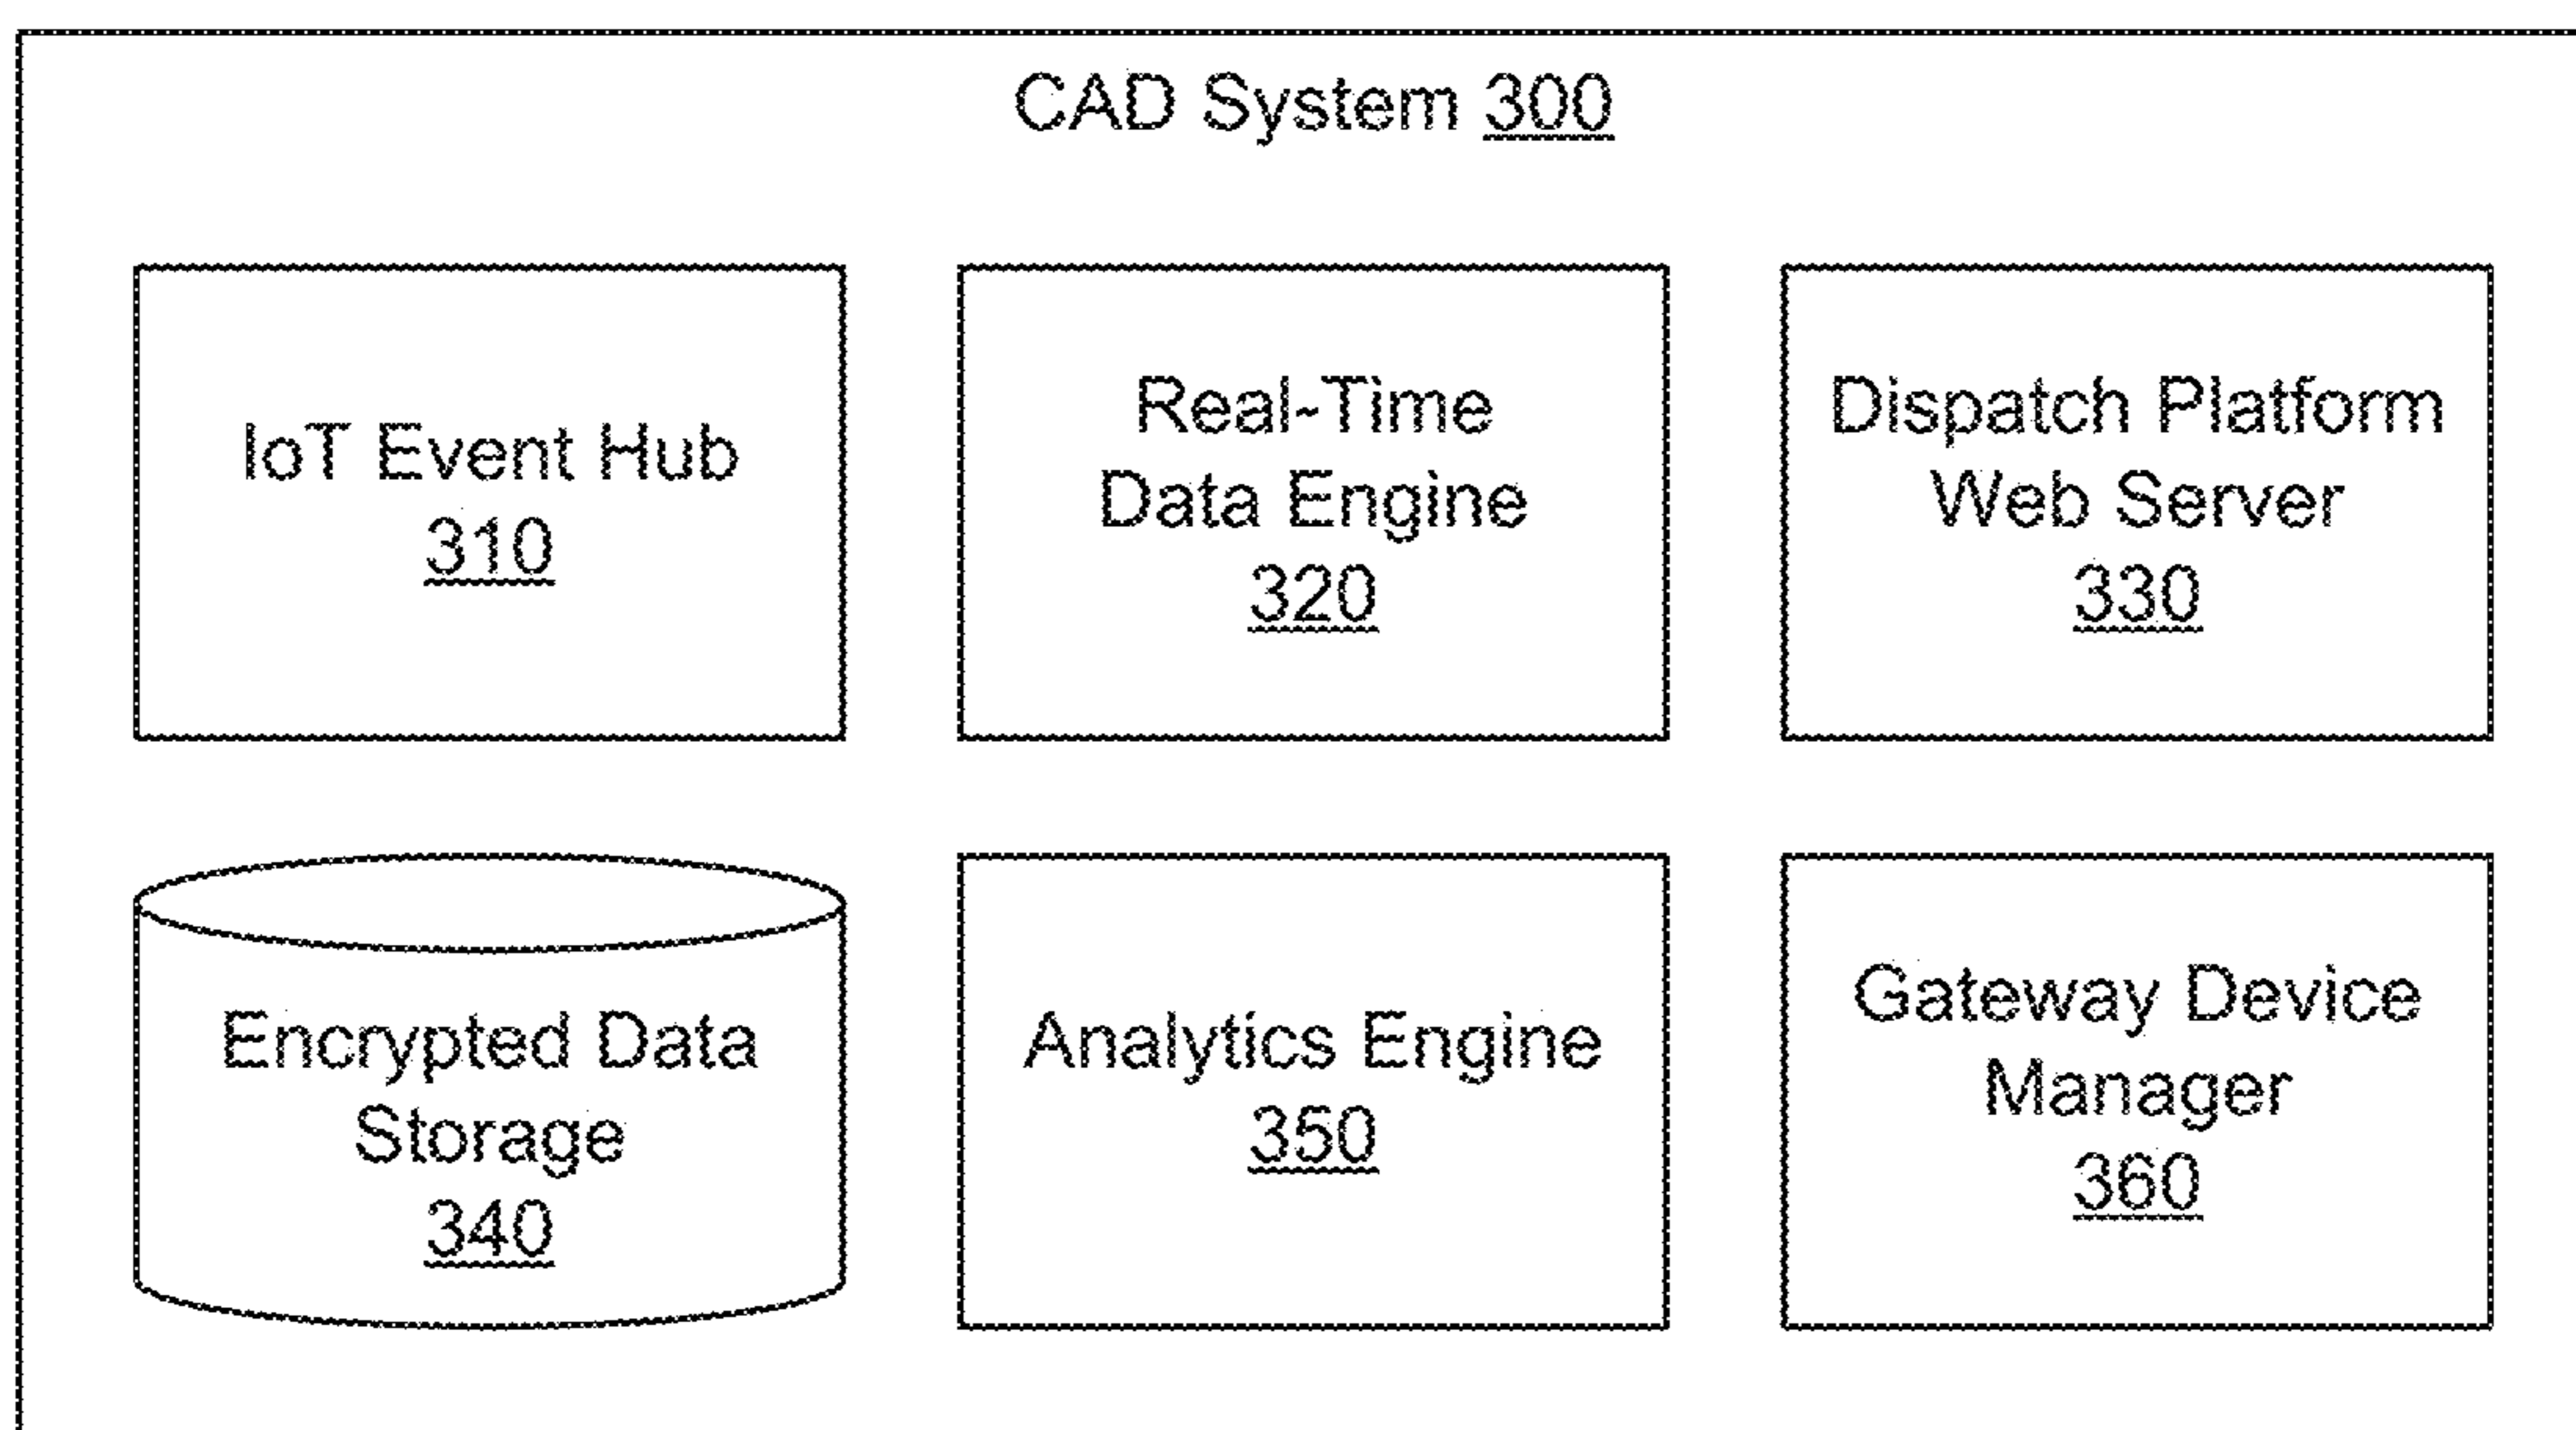 CAD System 300
IoT Event Hub
310
Real-Time
Data Engine
320
Dispatch Platform
Web Server
330
Encrypted Data
Storage
340
Analytics Engine
350
Gateway Device
Manager
360